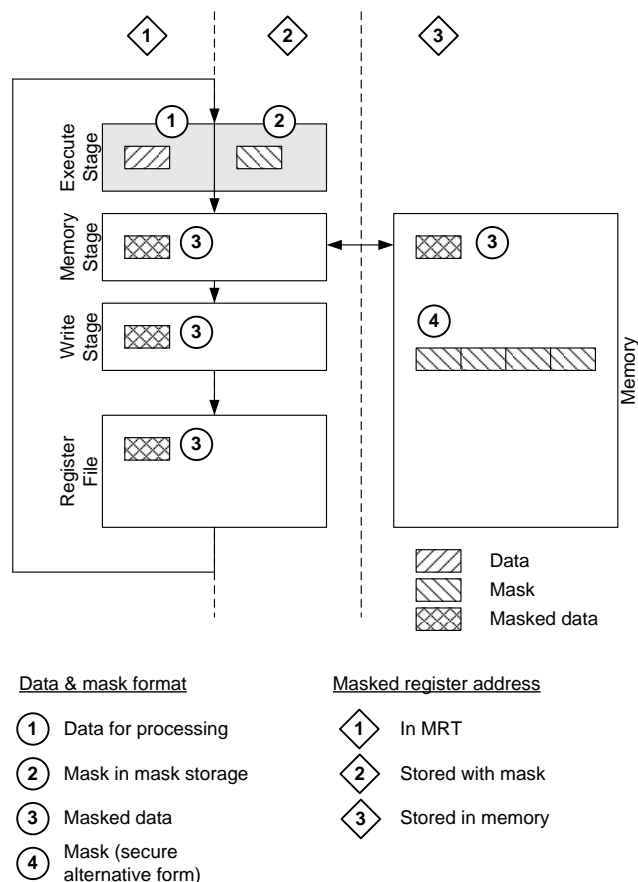 1
2
3
1
2
Execute
Stage
Memory
Stage
3
3
Write
Stage
3
4
Memory
Register
File
3
Data
Mask
Masked data
Data & mask format
Masked register address
1 Data for processing
1 In MRT
2 Mask in mask storage
2 Stored with mask
3 Masked data
3 Stored in memory
4 Mask (secure
alternative form)